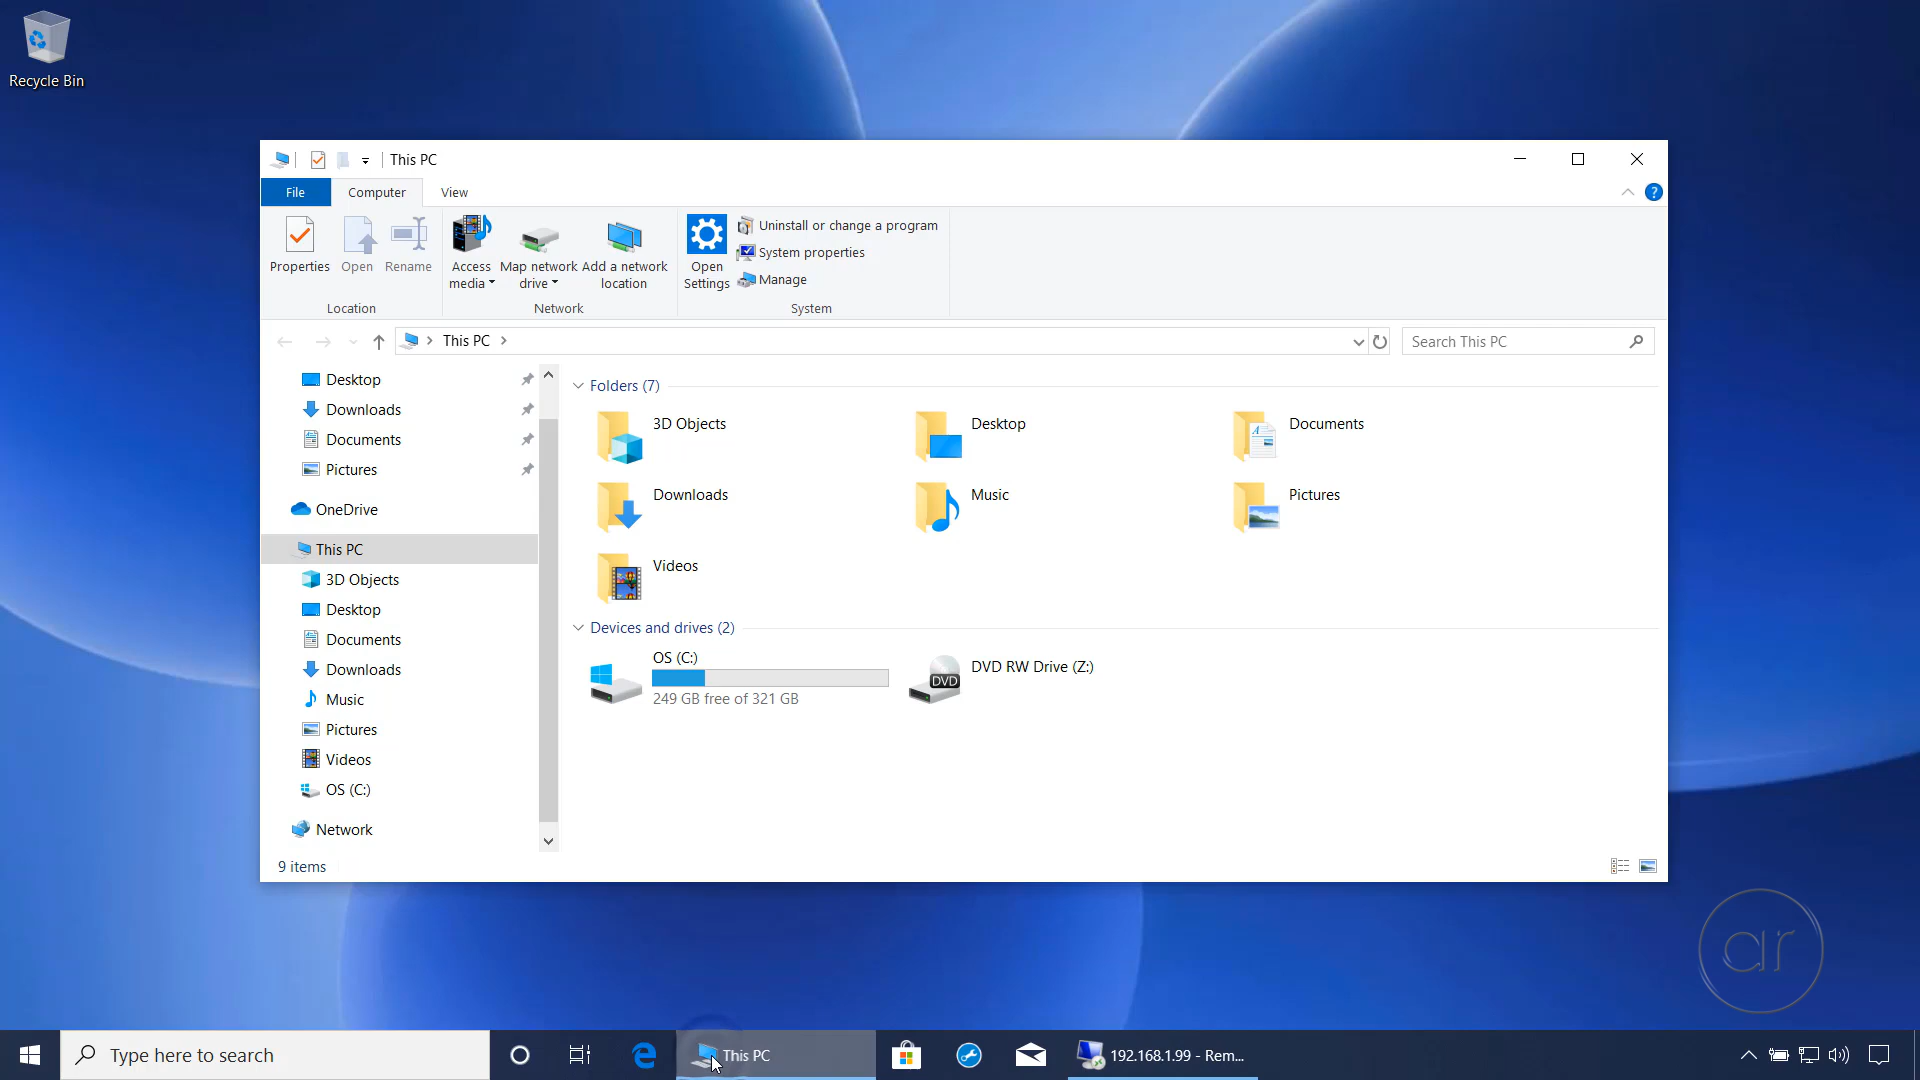 Recycle Bin
This PC
File
Computer
View
Properties
Open
Rename
Access
media
Map network
drive
Add a network
location
Open
Settings
Uninstall or change a program
System properties
Manage
Location
Network
System
This PC
Search This PC
Desktop
Downloads
Documents
Pictures
OneDrive
This PC
3D Objects
Desktop
Documents
Downloads
Music
Pictures
Videos
OS (C:)
Network
Folders (7)
3D Objects
Desktop
Documents
Downloads
Music
Pictures
Videos
Devices and drives (2)
OS (C:)
249 GB free of 321 GB
DVD
DVD RW Drive (Z:)
9 items
ar
Type here to search
This PC
192.168.1.99 - Rem...